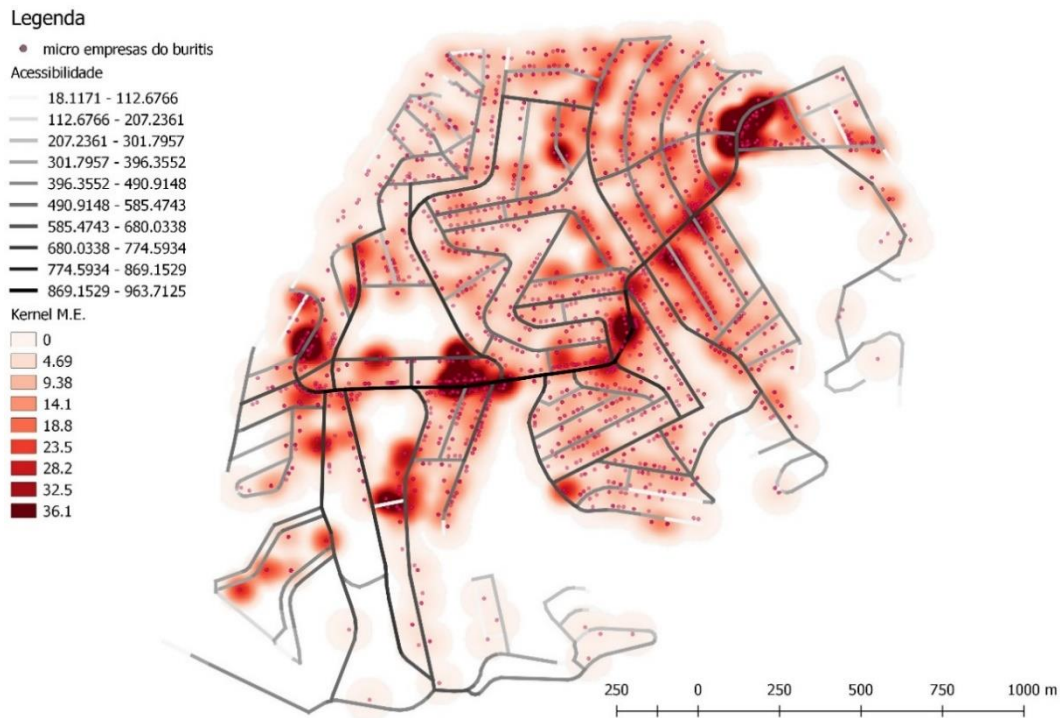 Legenda
micro empresas do buritis
Acessibilidade
18.1171 - 112.6766
112.6766 - 207.2361
207.2361 - 301.7957
301.7957 - 396.3552
396.3552 - 490.9148
490.9148 - 585.4743
585.4743 - 680.0338
680.0338 - 774.5934
774.5934 - 869.1529
869.1529 - 963.7125
Kernel M.E.
0
4.69
9.38
14.1
18.8
23.5
28.2
32.5
36.1
250 0 250 500 750 1000 m